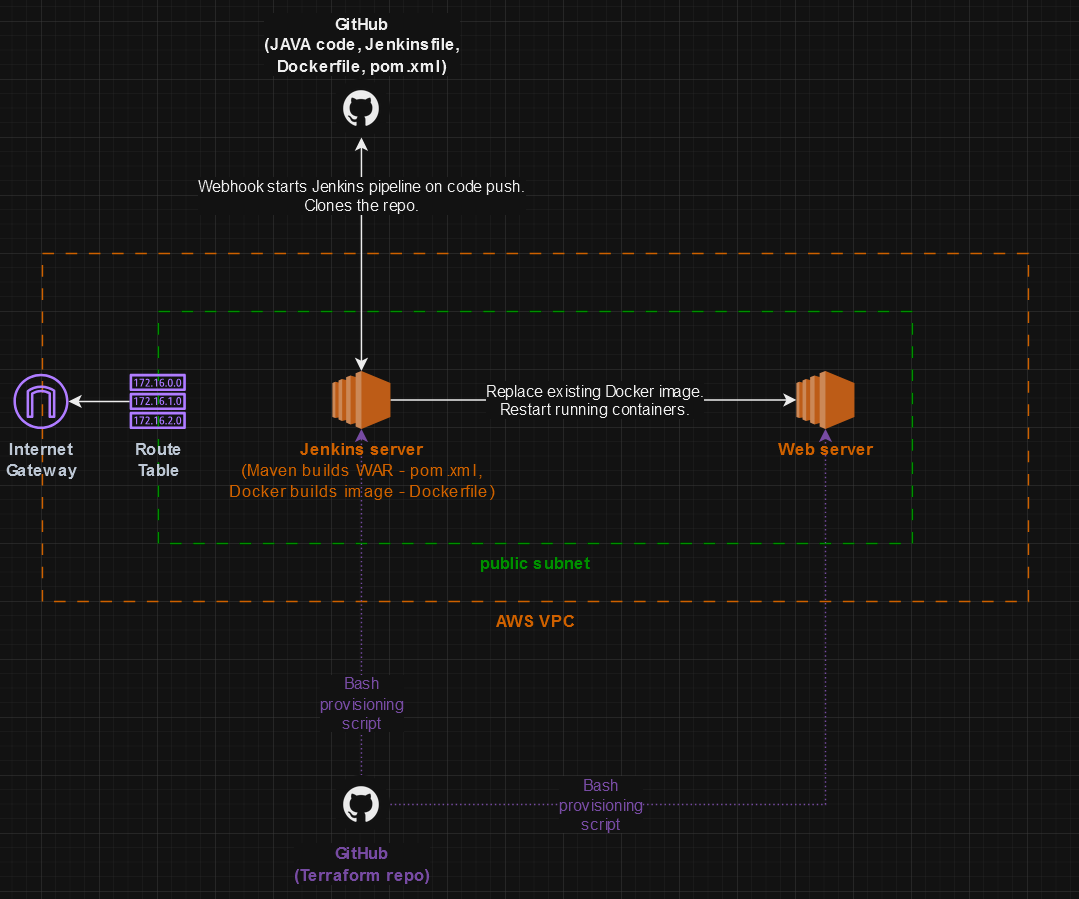 GitHub
(JAVA code, Jenkinsfile,
Dockerfile, pom.xml)
Webhook starts Jenkins pipeline on code push.
Clones the repo.
172.16.0.0
172.16.1.0
172.16.2.0
Internet
Gateway
Route
Table
Replace existing Docker image.
Restart running containers.
Jenkins server
(Maven builds WAR - pom.xml,
Docker builds image - Dockerfile)
Web server
public subnet
AWS VPC
Bash
provisioning
script
Bash
provisioning
script
GitHub
(Terraform repo)